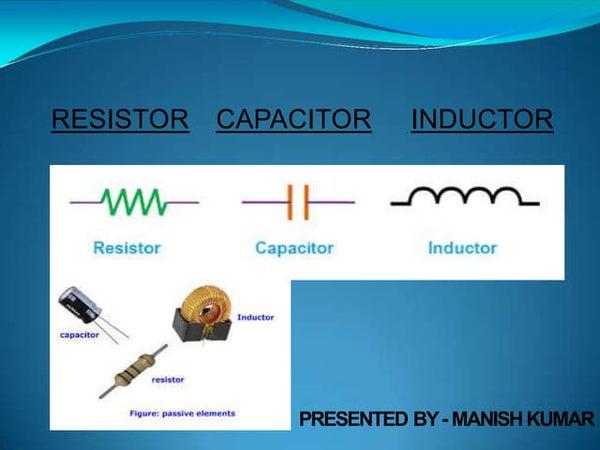 RESISTOR CAPACITOR INDUCTOR
Resistor Capacitor Inductor
Inductor
capacitor
resistor
Figure: passive elements
PRESENTED BY - MANISH KUMAR